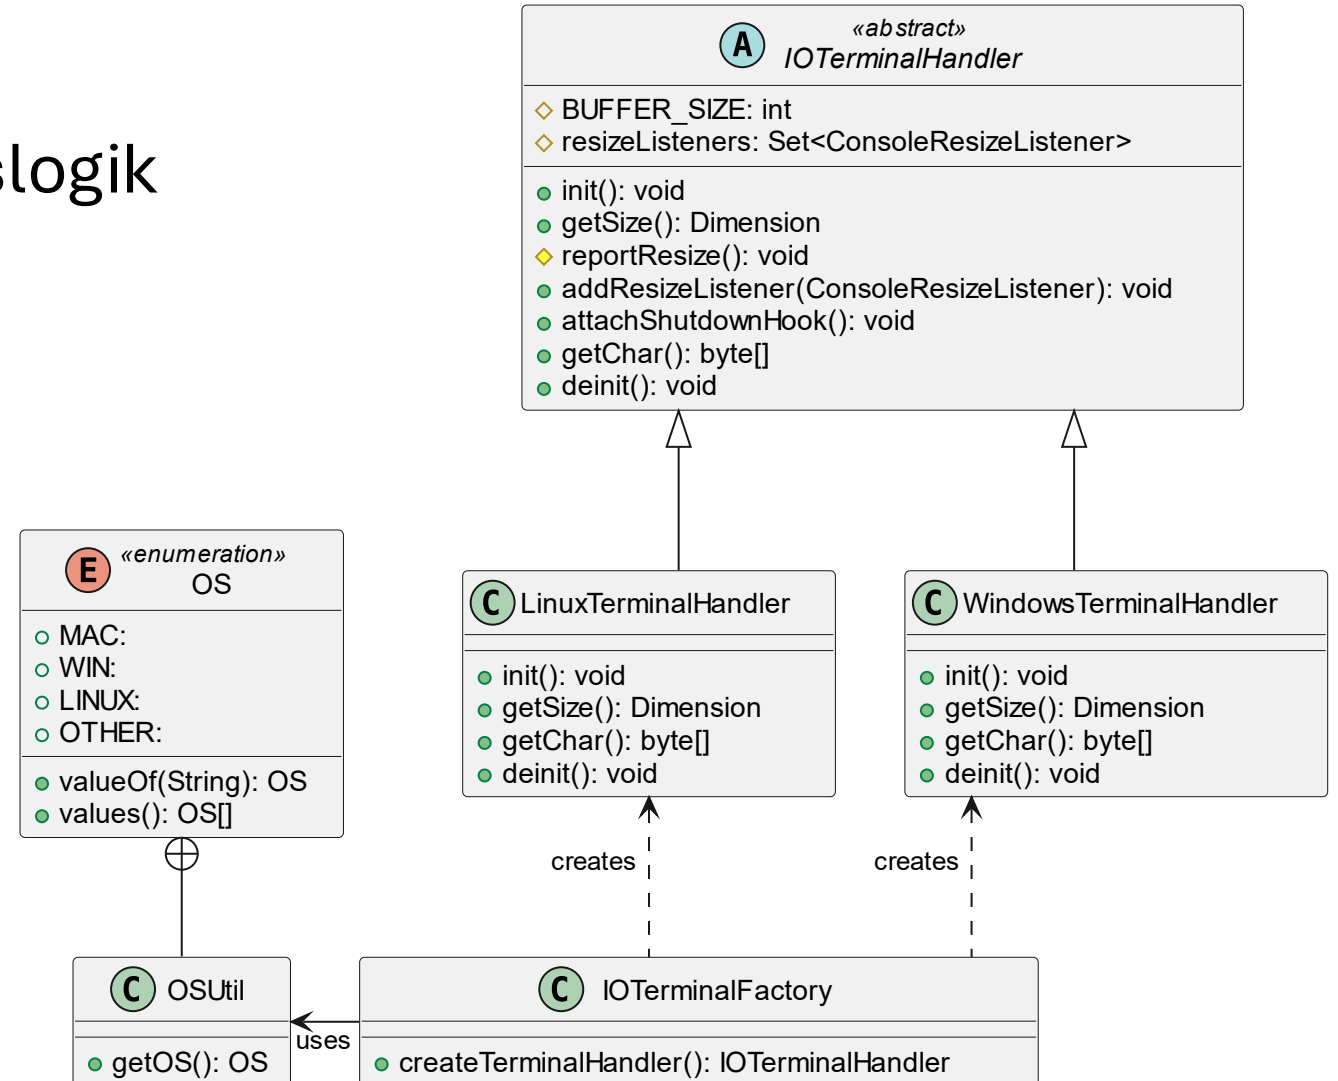 slogik
«abstract»
A
IOTerminalHandler
BUFFER_SIZE: int
resizeListeners: Set<ConsoleResizeListener>
init(): void
getSize(): Dimension
reportResize(): void
addResizeListener(ConsoleResizeListener): void
attachShutdownHook(): void
getChar(): byte[]
deinit(): void
«enumeration»
E
OS
MAC:
WIN:
LINUX:
OTHER:
valueOf(String): OS
values(): OS[]
C LinuxTerminalHandler
init(): void
getSize(): Dimension
getChar(): byte[]
deinit(): void
C WindowsTerminalHandler
init(): void
getSize(): Dimension
getChar(): byte[]
deinit(): void
creates
creates
C OSUtil
getOS(): OS
uses
C IOTerminalFactory
createTerminalHandler(): IOTerminalHandler